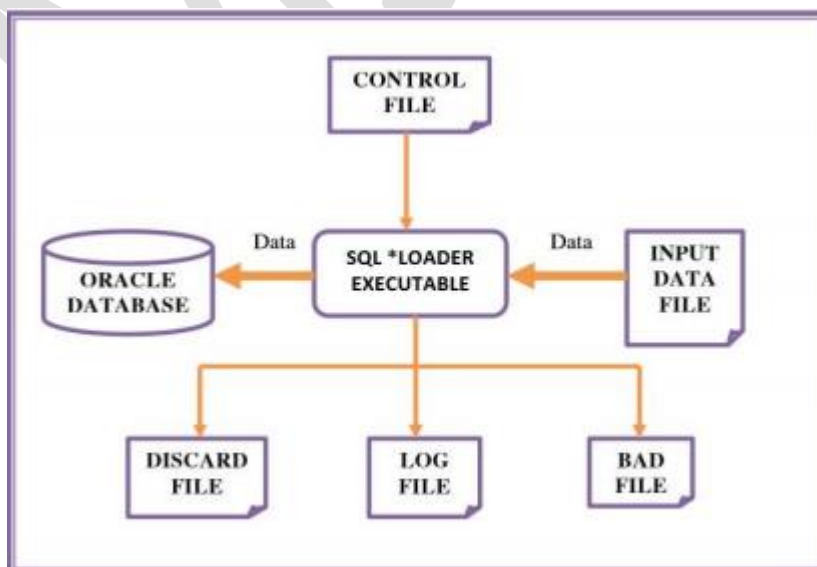 CONTROL
FILE
Data
Data
ORACLE
DATABASE
SQL *LOADER
EXECUTABLE
INPUT
DATA
FILE
DISCARD
FILE
LOG
FILE
BAD
FILE